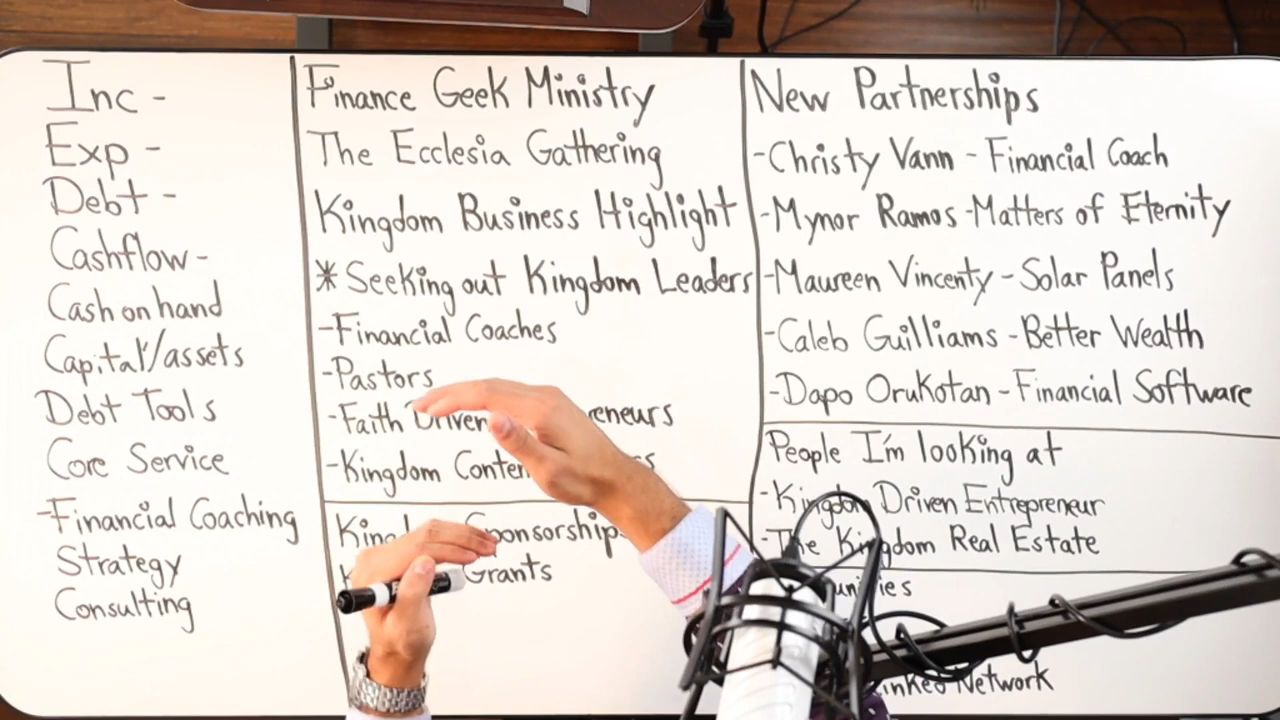 Inc -
Exp -
Debt -
Cashflow -
Cash on hand
Capital/assets
Debt Tools
Core Service
-Financial Coaching
Strategy
Consulting
Finance Geek Ministry
The Ecclesia Gathering
Kingdom Business Highlight
* Seeking out Kingdom Leaders
-Financial Coaches
-Pastors
-Faith Driven
-Kingdom
Sponsorship
Grants
New Partnerships
-Christy Vann - Financial Coach
-Mynor Ramos - Matters of Eternity
-Maureen Vincenty - Solar Panels
-Caleb Guilliams - Better Wealth
-Dapo Orukotan - Financial Software
People I'm looking at
-Kingdom Driven Entrepreneur
-The Kingdom Real Estate
Network